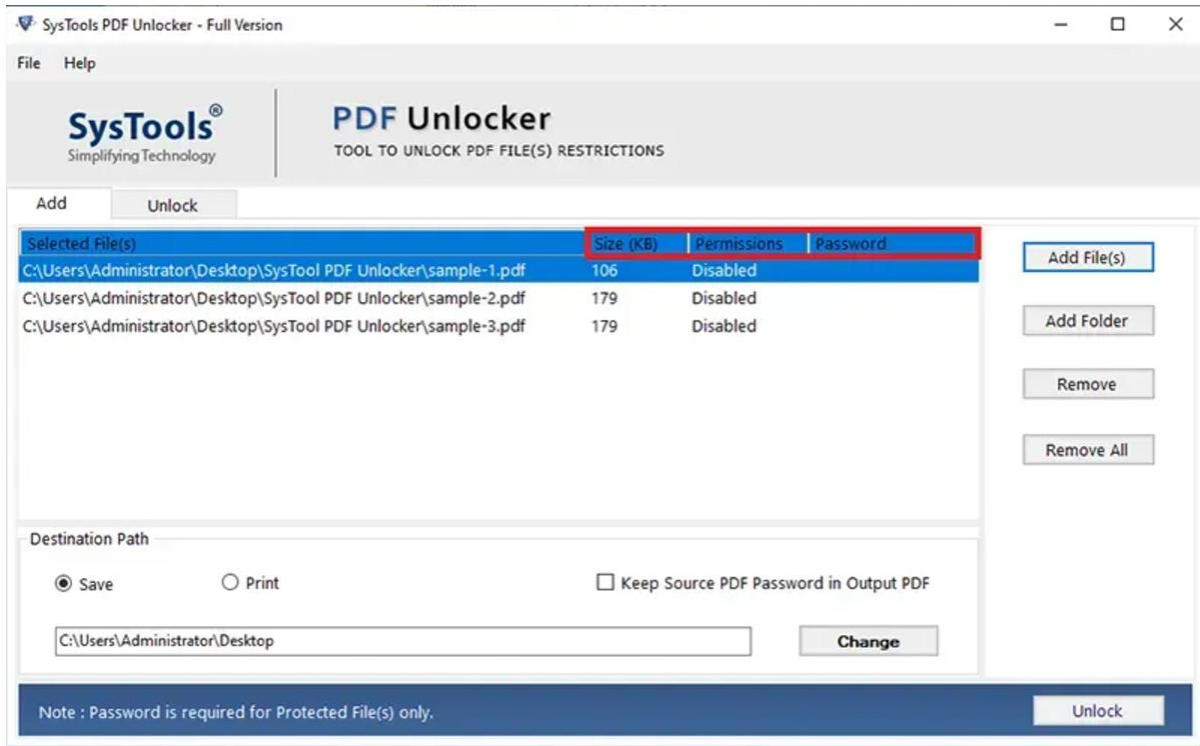 SysTools PDF Unlocker - Full Version
File Help
SysTools®
Simplifying Technology
PDF Unlocker
TOOL TO UNLOCK PDF FILE(S) RESTRICTIONS
Add Unlock
Selected File(s) Size (KB) Permissions Password
C:\Users\Administrator\Desktop\SysTool PDF Unlocker\sample-1.pdf 106 Disabled
C:\Users\Administrator\Desktop\SysTool PDF Unlocker\sample-2.pdf 179 Disabled
C:\Users\Administrator\Desktop\SysTool PDF Unlocker\sample-3.pdf 179 Disabled
Add File(s)
Add Folder
Remove
Remove All
Destination Path
Save Print Keep Source PDF Password in Output PDF
C:\Users\Administrator\Desktop Change
Note : Password is required for Protected File(s) only. Unlock